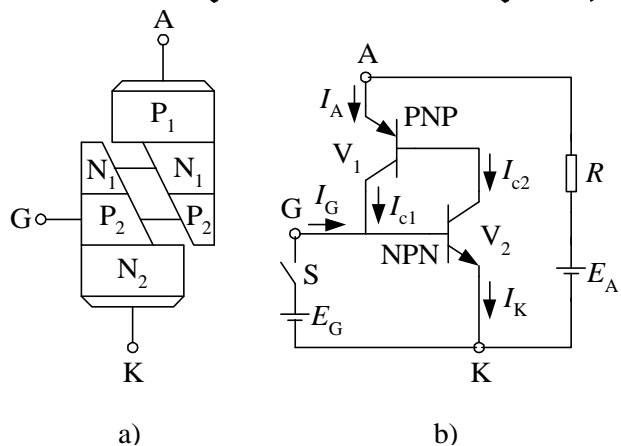 A
P1
N1
N1
G
P2
P2
N2
K
a)
A
IA
PNP
V1
Ic2
R
G
IG
Ic1
V2
NPN
S
EG
IK
EA
K
b)